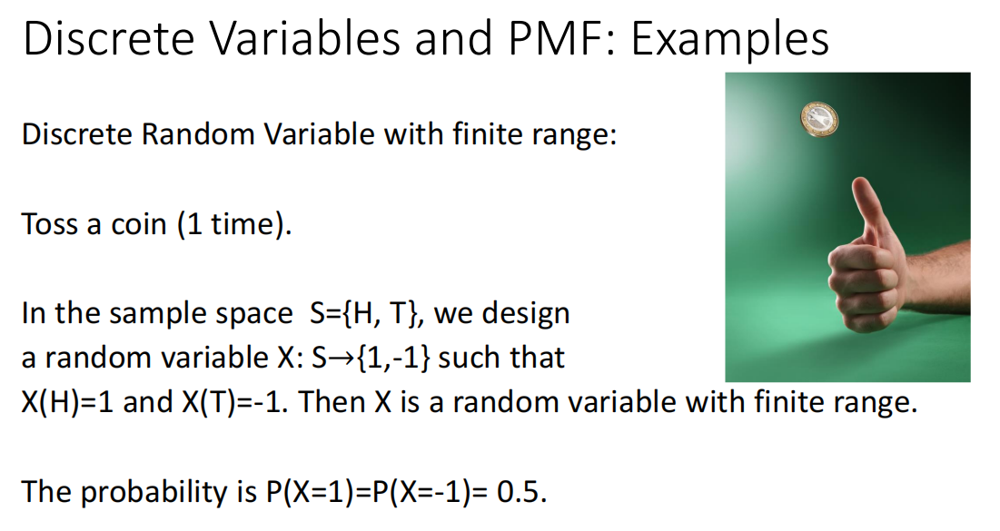 Discrete Variables and PMF: Examples
Discrete Random Variable with finite range:
Toss a coin (1 time).
In the sample space  S={H, T}, we design
a random variable X: S→{1,-1} such that
X(H)=1 and X(T)=-1. Then X is a random variable with finite range.
The probability is P(X=1)=P(X=-1)= 0.5.